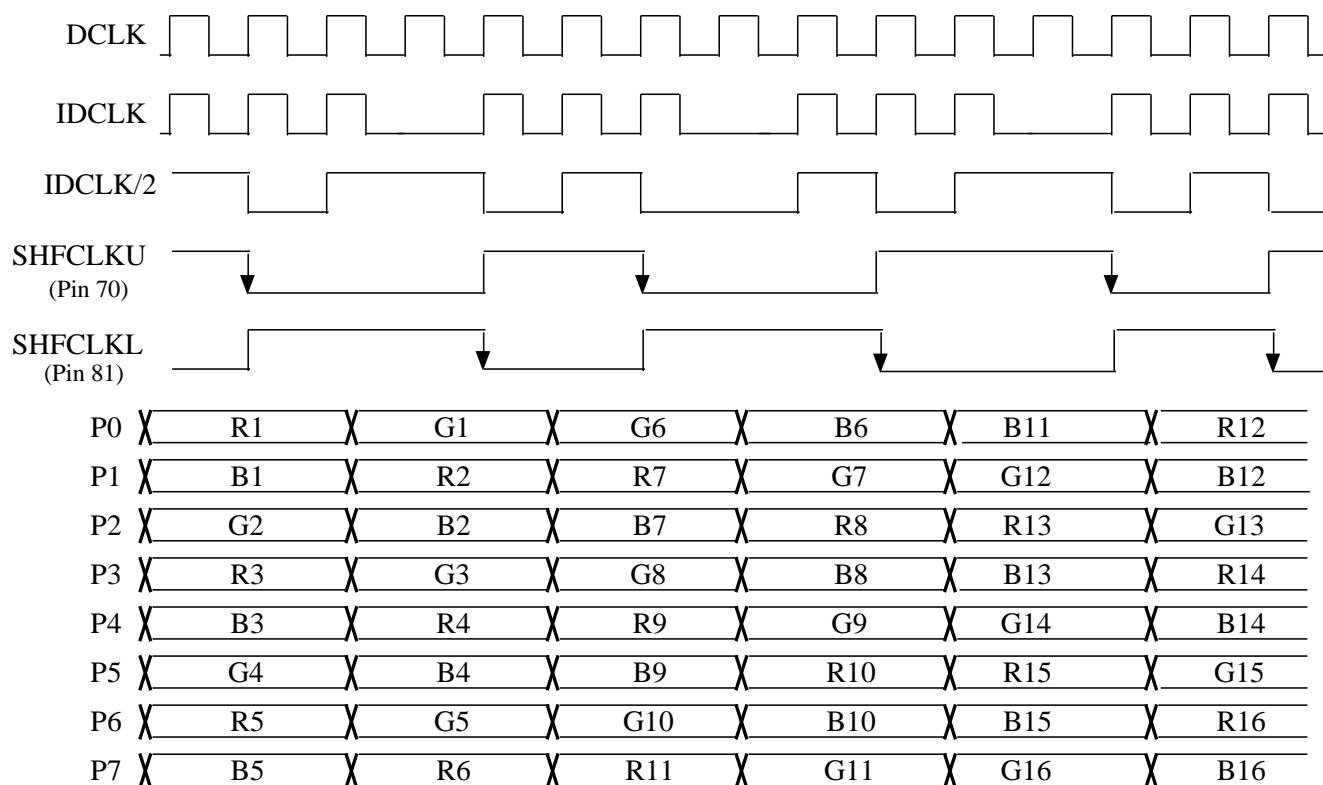 DCLK
IDCLK
IDCLK/2
SHFCLKU
(Pin 70)
SHFCLKL
(Pin 81)
P0 R1 G1 G6 B6 B11 R12
P1 B1 R2 R7 G7 G12 B12
P2 G2 B2 B7 R8 R13 G13
P3 R3 G3 G8 B8 B13 R14
P4 B3 R4 R9 G9 G14 B14
P5 G4 B4 B9 R10 R15 G15
P6 R5 G5 G10 B10 B15 R16
P7 B5 R6 R11 G11 G16 B16